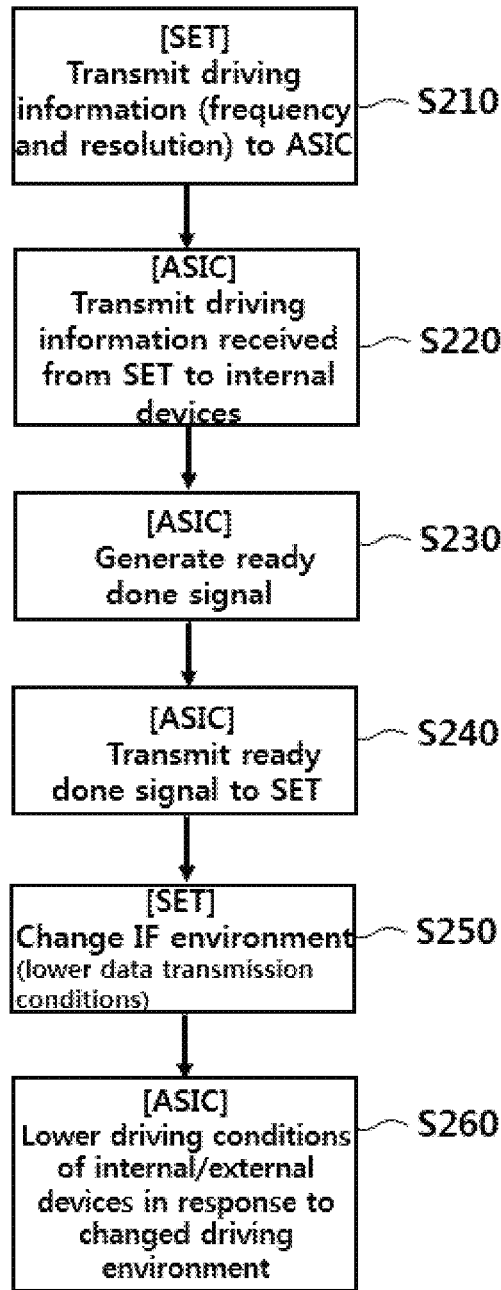 [SET]
Transmit driving
information (frequency
and resolution) to ASIC
S210
[ASIC]
Transmit driving
information received
from SET to internal
devices
S220
[ASIC]
Generate ready
done signal
S230
[ASIC]
Transmit ready
done signal to SET
S240
[SET]
Change IF environment
(lower data transmission
conditions)
S250
[ASIC]
Lower driving conditions
of internal/external
devices in response to
changed driving
environment
S260